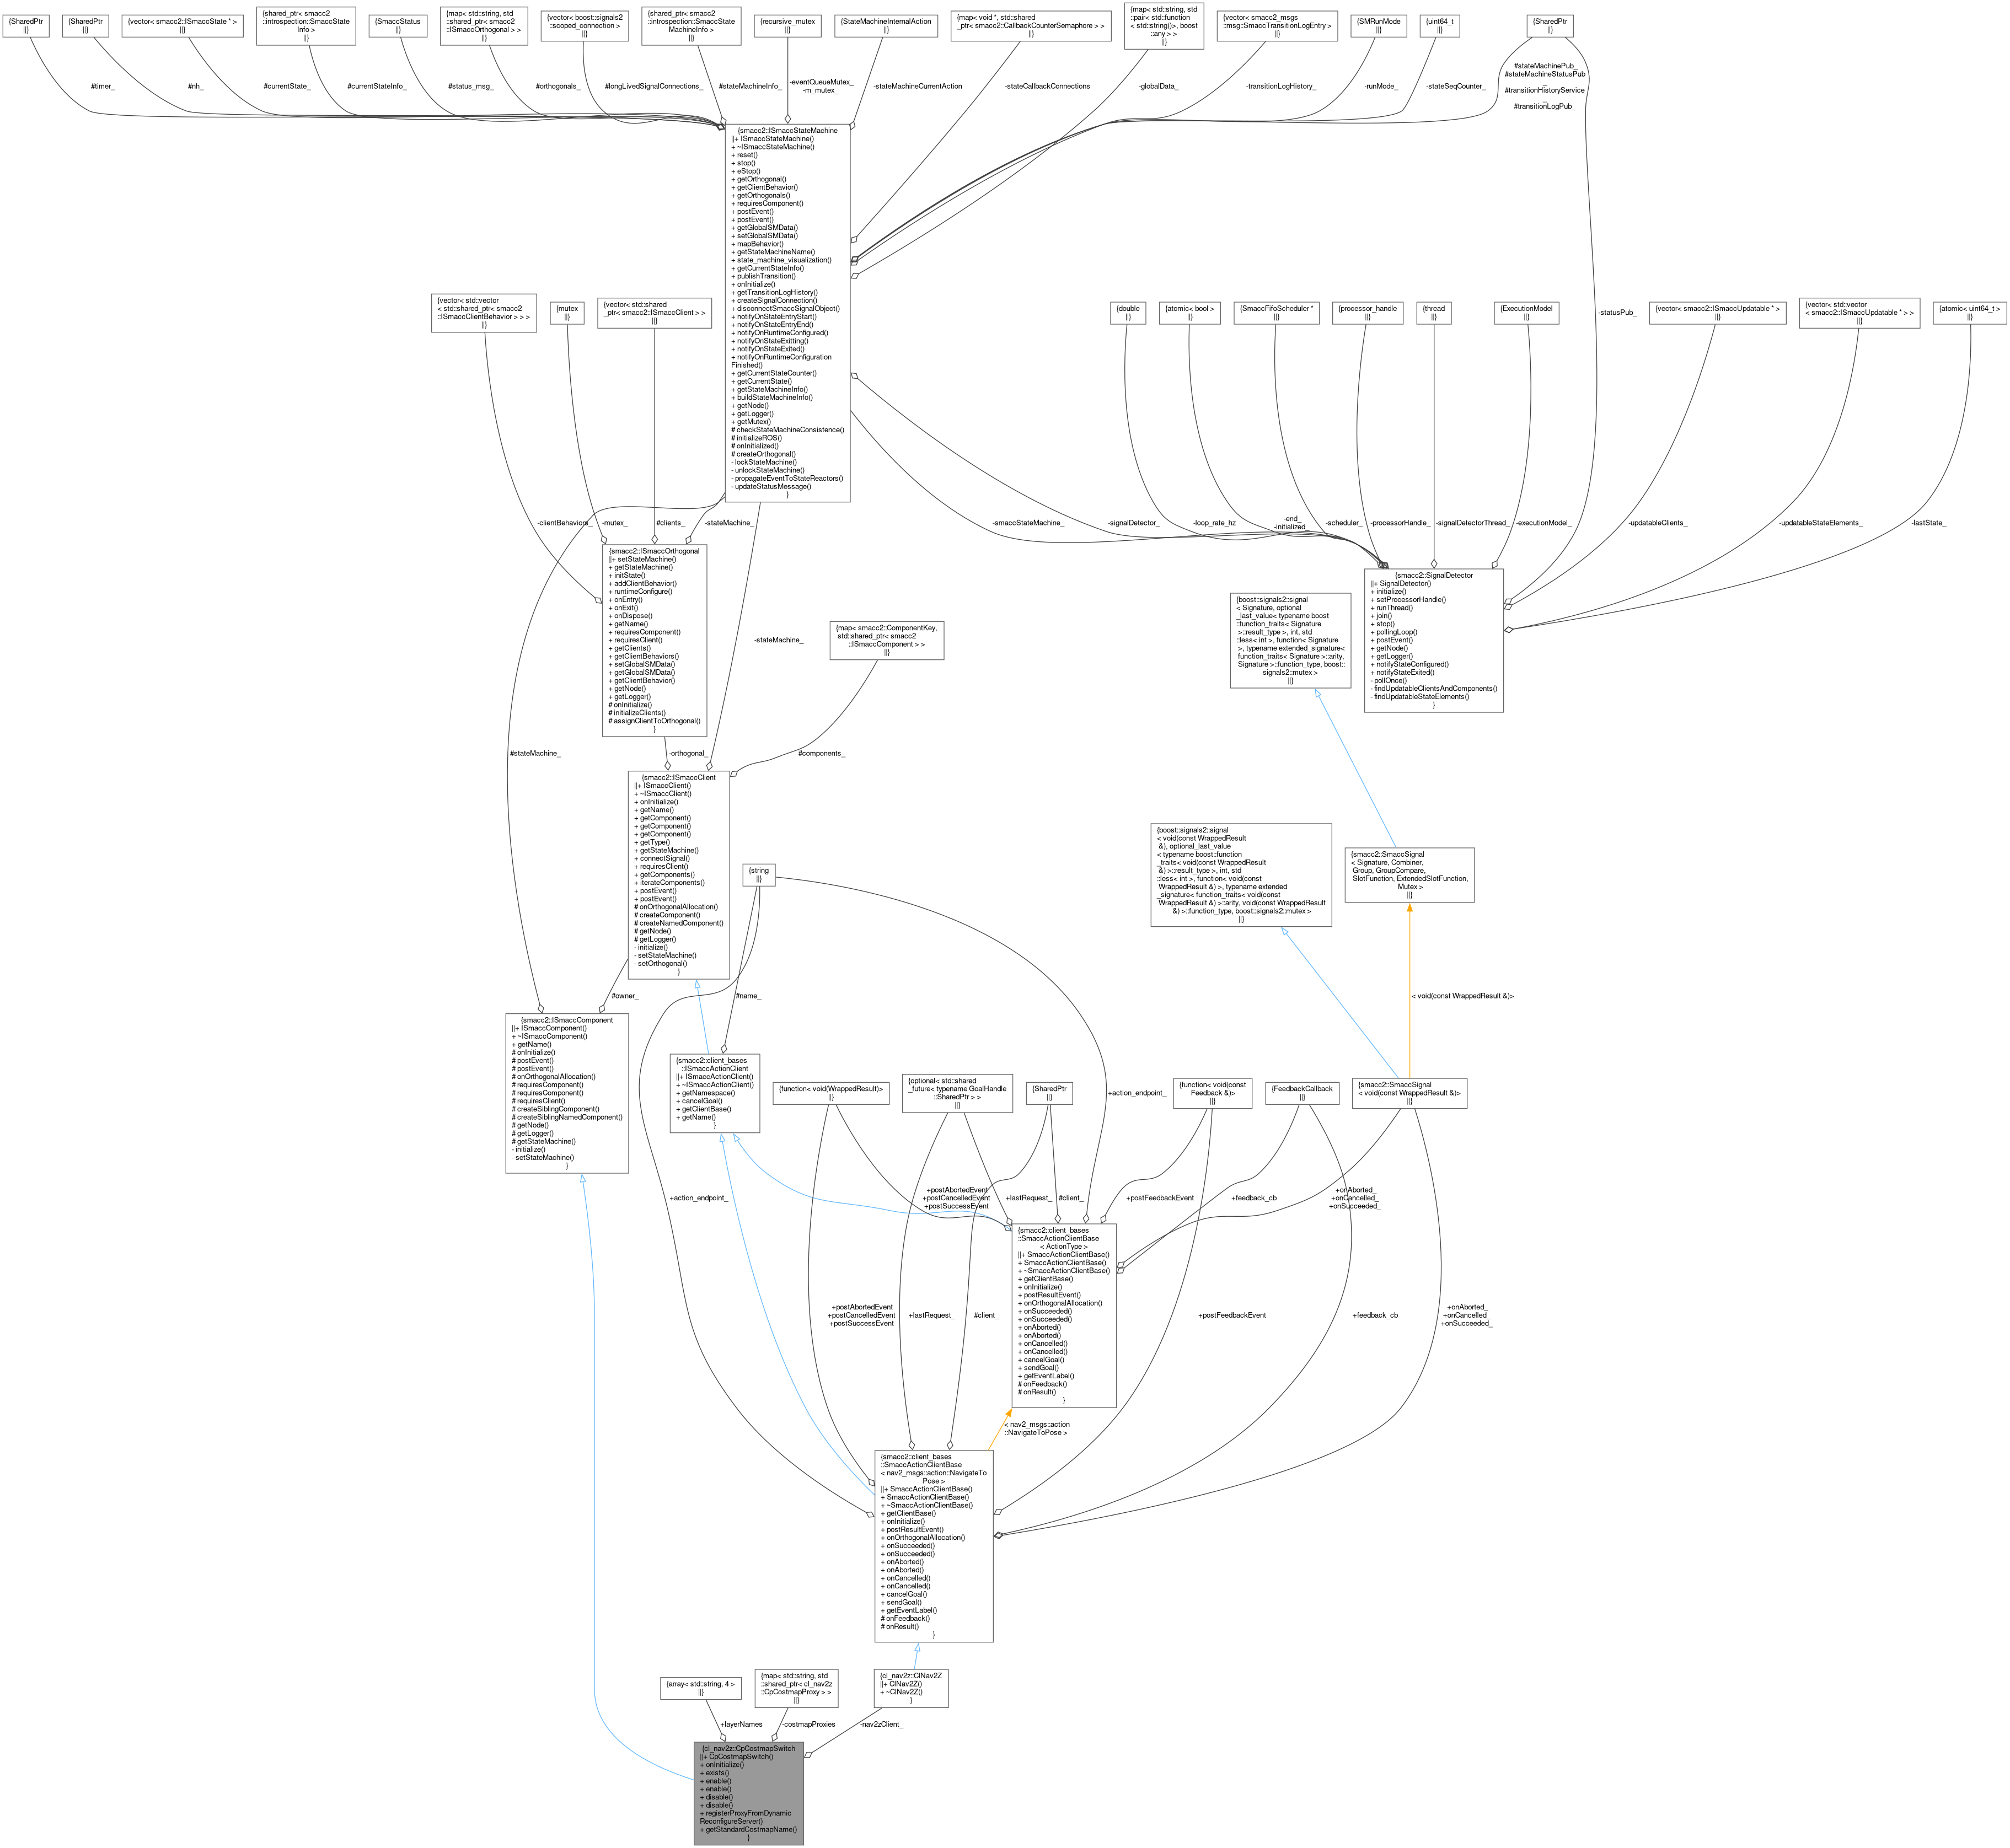 {SharedPtr
||}
{SharedPtr
||}
{vector< smacc2::ISmaccState * >
||}
{shared_ptr< smacc2
::introspection::SmaccState
Info >
||}
{SmaccStatus
||}
{map< std::string, std
::shared_ptr< smacc2
::ISmaccOrthogonal > >
||}
{vector< boost::signals2
::scoped_connection >
||}
{shared_ptr< smacc2
::introspection::SmaccState
MachineInfo >
||}
{recursive_mutex
||}
{StateMachineInternalAction
||}
{map< void *, std::shared
_ptr< smacc2::CallbackCounterSemaphore > >
||}
{map< std::string, std
::pair< std::function
< std::string()>, boost
::any > >
||}
{vector< smacc2_msgs
::msg::SmaccTransitionLogEntry >
||}
{SMRunMode
||}
{uint64_t
||}
{SharedPtr
||}
#timer_
#nh_
#currentState_
#currentStateInfo_
#status_msg_
#orthogonals_
#longLivedSignalConnections_
#stateMachineInfo_
-eventQueueMutex_
-m_mutex_
-stateMachineCurrentAction
-stateCallbackConnections
-globalData_
-transitionLogHistory_
-runMode_
-stateSeqCounter_
#stateMachinePub_
#stateMachineStatusPub
_
#transitionHistoryService
_
#transitionLogPub_
{smacc2::ISmaccStateMachine
||+ ISmaccStateMachine()
+ ~ISmaccStateMachine()
+ reset()
+ stop()
+ eStop()
+ getOrthogonal()
+ getClientBehavior()
+ getOrthogonals()
+ requiresComponent()
+ postEvent()
+ postEvent()
+ getGlobalSMData()
+ setGlobalSMData()
+ mapBehavior()
+ getStateMachineName()
+ state_machine_visualization()
+ getCurrentStateInfo()
+ publishTransition()
+ onInitialize()
+ getTransitionLogHistory()
+ createSignalConnection()
+ disconnectSmaccSignalObject()
+ notifyOnStateEntryStart()
+ notifyOnStateEntryEnd()
+ notifyOnRuntimeConfigured()
+ notifyOnStateExitting()
+ notifyOnStateExited()
+ notifyOnRuntimeConfiguration
Finished()
+ getCurrentStateCounter()
+ getCurrentState()
+ getStateMachineInfo()
+ buildStateMachineInfo()
+ getNode()
+ getLogger()
+ getMutex()
# checkStateMachineConsistence()
# initializeROS()
# onInitialized()
# createOrthogonal()
- lockStateMachine()
- unlockStateMachine()
- propagateEventToStateReactors()
- updateStatusMessage()
}
{vector< std::vector
< std::shared_ptr< smacc2
::ISmaccClientBehavior > > >
||}
{mutex
||}
{vector< std::shared
_ptr< smacc2::ISmaccClient > >
||}
{double
||}
{atomic< bool >
||}
{SmaccFifoScheduler *
||}
{processor_handle
||}
{thread
||}
{ExecutionModel
||}
-statusPub_
{vector< smacc2::ISmaccUpdatable * >
||}
{vector< std::vector
< smacc2::ISmaccUpdatable * > >
||}
{atomic< uint64_t >
||}
-clientBehaviors_
-mutex_
#clients_
-stateMachine_
-smaccStateMachine_
-signalDetector_
-loop_rate_hz
-end_
-initialized_
-scheduler_
-processorHandle_
-signalDetectorThread_
-executionModel_
-updatableClients_
-updatableStateElements_
-lastState_
{smacc2::ISmaccOrthogonal
||+ setStateMachine()
+ getStateMachine()
+ initState()
+ addClientBehavior()
+ runtimeConfigure()
+ onEntry()
+ onExit()
+ onDispose()
+ getName()
+ requiresComponent()
+ requiresClient()
+ getClients()
+ getClientBehaviors()
+ setGlobalSMData()
+ getGlobalSMData()
+ getClientBehavior()
+ getNode()
+ getLogger()
# onInitialize()
# initializeClients()
# assignClientToOrthogonal()
}
{smacc2::SignalDetector
||+ SignalDetector()
+ initialize()
+ setProcessorHandle()
+ runThread()
+ join()
+ stop()
+ pollingLoop()
+ postEvent()
+ getNode()
+ getLogger()
+ notifyStateConfigured()
+ notifyStateExited()
- pollOnce()
- findUpdatableClientsAndComponents()
- findUpdatableStateElements()
}
{boost::signals2::signal
< Signature, optional
_last_value< typename boost
::function_traits< Signature
>::result_type >, int, std
::less< int >, function< Signature
>, typename extended_signature<
function_traits< Signature >::arity,
Signature >::function_type, boost::
signals2::mutex >
||}
{map< smacc2::ComponentKey,
std::shared_ptr< smacc2
::ISmaccComponent > >
||}
-stateMachine_
#stateMachine_
-orthogonal_
#components_
{smacc2::ISmaccClient
||+ ISmaccClient()
+ ~ISmaccClient()
+ onInitialize()
+ getName()
+ getComponent()
+ getComponent()
+ getComponent()
+ getType()
+ getStateMachine()
+ connectSignal()
+ requiresClient()
+ getComponents()
+ iterateComponents()
+ postEvent()
+ postEvent()
# onOrthogonalAllocation()
# createComponent()
# createNamedComponent()
# getNode()
# getLogger()
- initialize()
- setStateMachine()
- setOrthogonal()
}
{string
||}
{boost::signals2::signal
< void(const WrappedResult
&), optional_last_value
< typename boost::function
_traits< void(const WrappedResult
&) >::result_type >, int, std
::less< int >, function< void(const
WrappedResult &) >, typename extended
_signature< function_traits< void(const
WrappedResult &) >::arity, void(const WrappedResult
&) >::function_type, boost::signals2::mutex >
||}
{smacc2::SmaccSignal
< Signature, Combiner,
Group, GroupCompare,
SlotFunction, ExtendedSlotFunction,
Mutex >
||}
#owner_
#name_
< void(const WrappedResult &)>
{smacc2::ISmaccComponent
||+ ISmaccComponent()
+ ~ISmaccComponent()
+ getName()
# onInitialize()
# postEvent()
# postEvent()
# onOrthogonalAllocation()
# requiresComponent()
# requiresComponent()
# requiresClient()
# createSiblingComponent()
# createSiblingNamedComponent()
# getNode()
# getLogger()
# getStateMachine()
- initialize()
- setStateMachine()
}
{smacc2::client_bases
::ISmaccActionClient
||+ ISmaccActionClient()
+ ~ISmaccActionClient()
+ getNamespace()
+ cancelGoal()
+ getClientBase()
+ getName()
}
{function< void(WrappedResult)>
||}
{optional< std::shared
_future< typename GoalHandle
::SharedPtr > >
||}
{SharedPtr
||}
+action_endpoint_
{function< void(const
Feedback &)>
||}
{FeedbackCallback
||}
{smacc2::SmaccSignal
< void(const WrappedResult &)>
||}
+action_endpoint_
+postAbortedEvent
+postCancelledEvent
+postSuccessEvent
+lastRequest_
#client_
+postFeedbackEvent
+feedback_cb
+onAborted_
+onCancelled_
+onSucceeded_
{smacc2::client_bases
::SmaccActionClientBase
< ActionType >
||+ SmaccActionClientBase()
+ SmaccActionClientBase()
+ ~SmaccActionClientBase()
+ getClientBase()
+ onInitialize()
+ postResultEvent()
+ onOrthogonalAllocation()
+ onSucceeded()
+ onSucceeded()
+ onAborted()
+ onAborted()
+ onCancelled()
+ onCancelled()
+ cancelGoal()
+ sendGoal()
+ getEventLabel()
# onFeedback()
# onResult()
}
+postAbortedEvent
+postCancelledEvent
+postSuccessEvent
+lastRequest_
#client_
+postFeedbackEvent
+feedback_cb
+onAborted_
+onCancelled_
+onSucceeded_
< nav2_msgs::action
::NavigateToPose >
{smacc2::client_bases
::SmaccActionClientBase
< nav2_msgs::action::NavigateTo
Pose >
||+ SmaccActionClientBase()
+ SmaccActionClientBase()
+ ~SmaccActionClientBase()
+ getClientBase()
+ onInitialize()
+ postResultEvent()
+ onOrthogonalAllocation()
+ onSucceeded()
+ onSucceeded()
+ onAborted()
+ onAborted()
+ onCancelled()
+ onCancelled()
+ cancelGoal()
+ sendGoal()
+ getEventLabel()
# onFeedback()
# onResult()
}
{array< std::string, 4 >
||}
{map< std::string, std
::shared_ptr< cl_nav2z
::CpCostmapProxy > >
||}
{cl_nav2z::ClNav2Z
||+ ClNav2Z()
+ ~ClNav2Z()
}
+layerNames
-costmapProxies
-nav2zClient_
{cl_nav2z::CpCostmapSwitch
||+ CpCostmapSwitch()
+ onInitialize()
+ exists()
+ enable()
+ enable()
+ disable()
+ disable()
+ registerProxyFromDynamic
ReconfigureServer()
+ getStandardCostmapName()
}